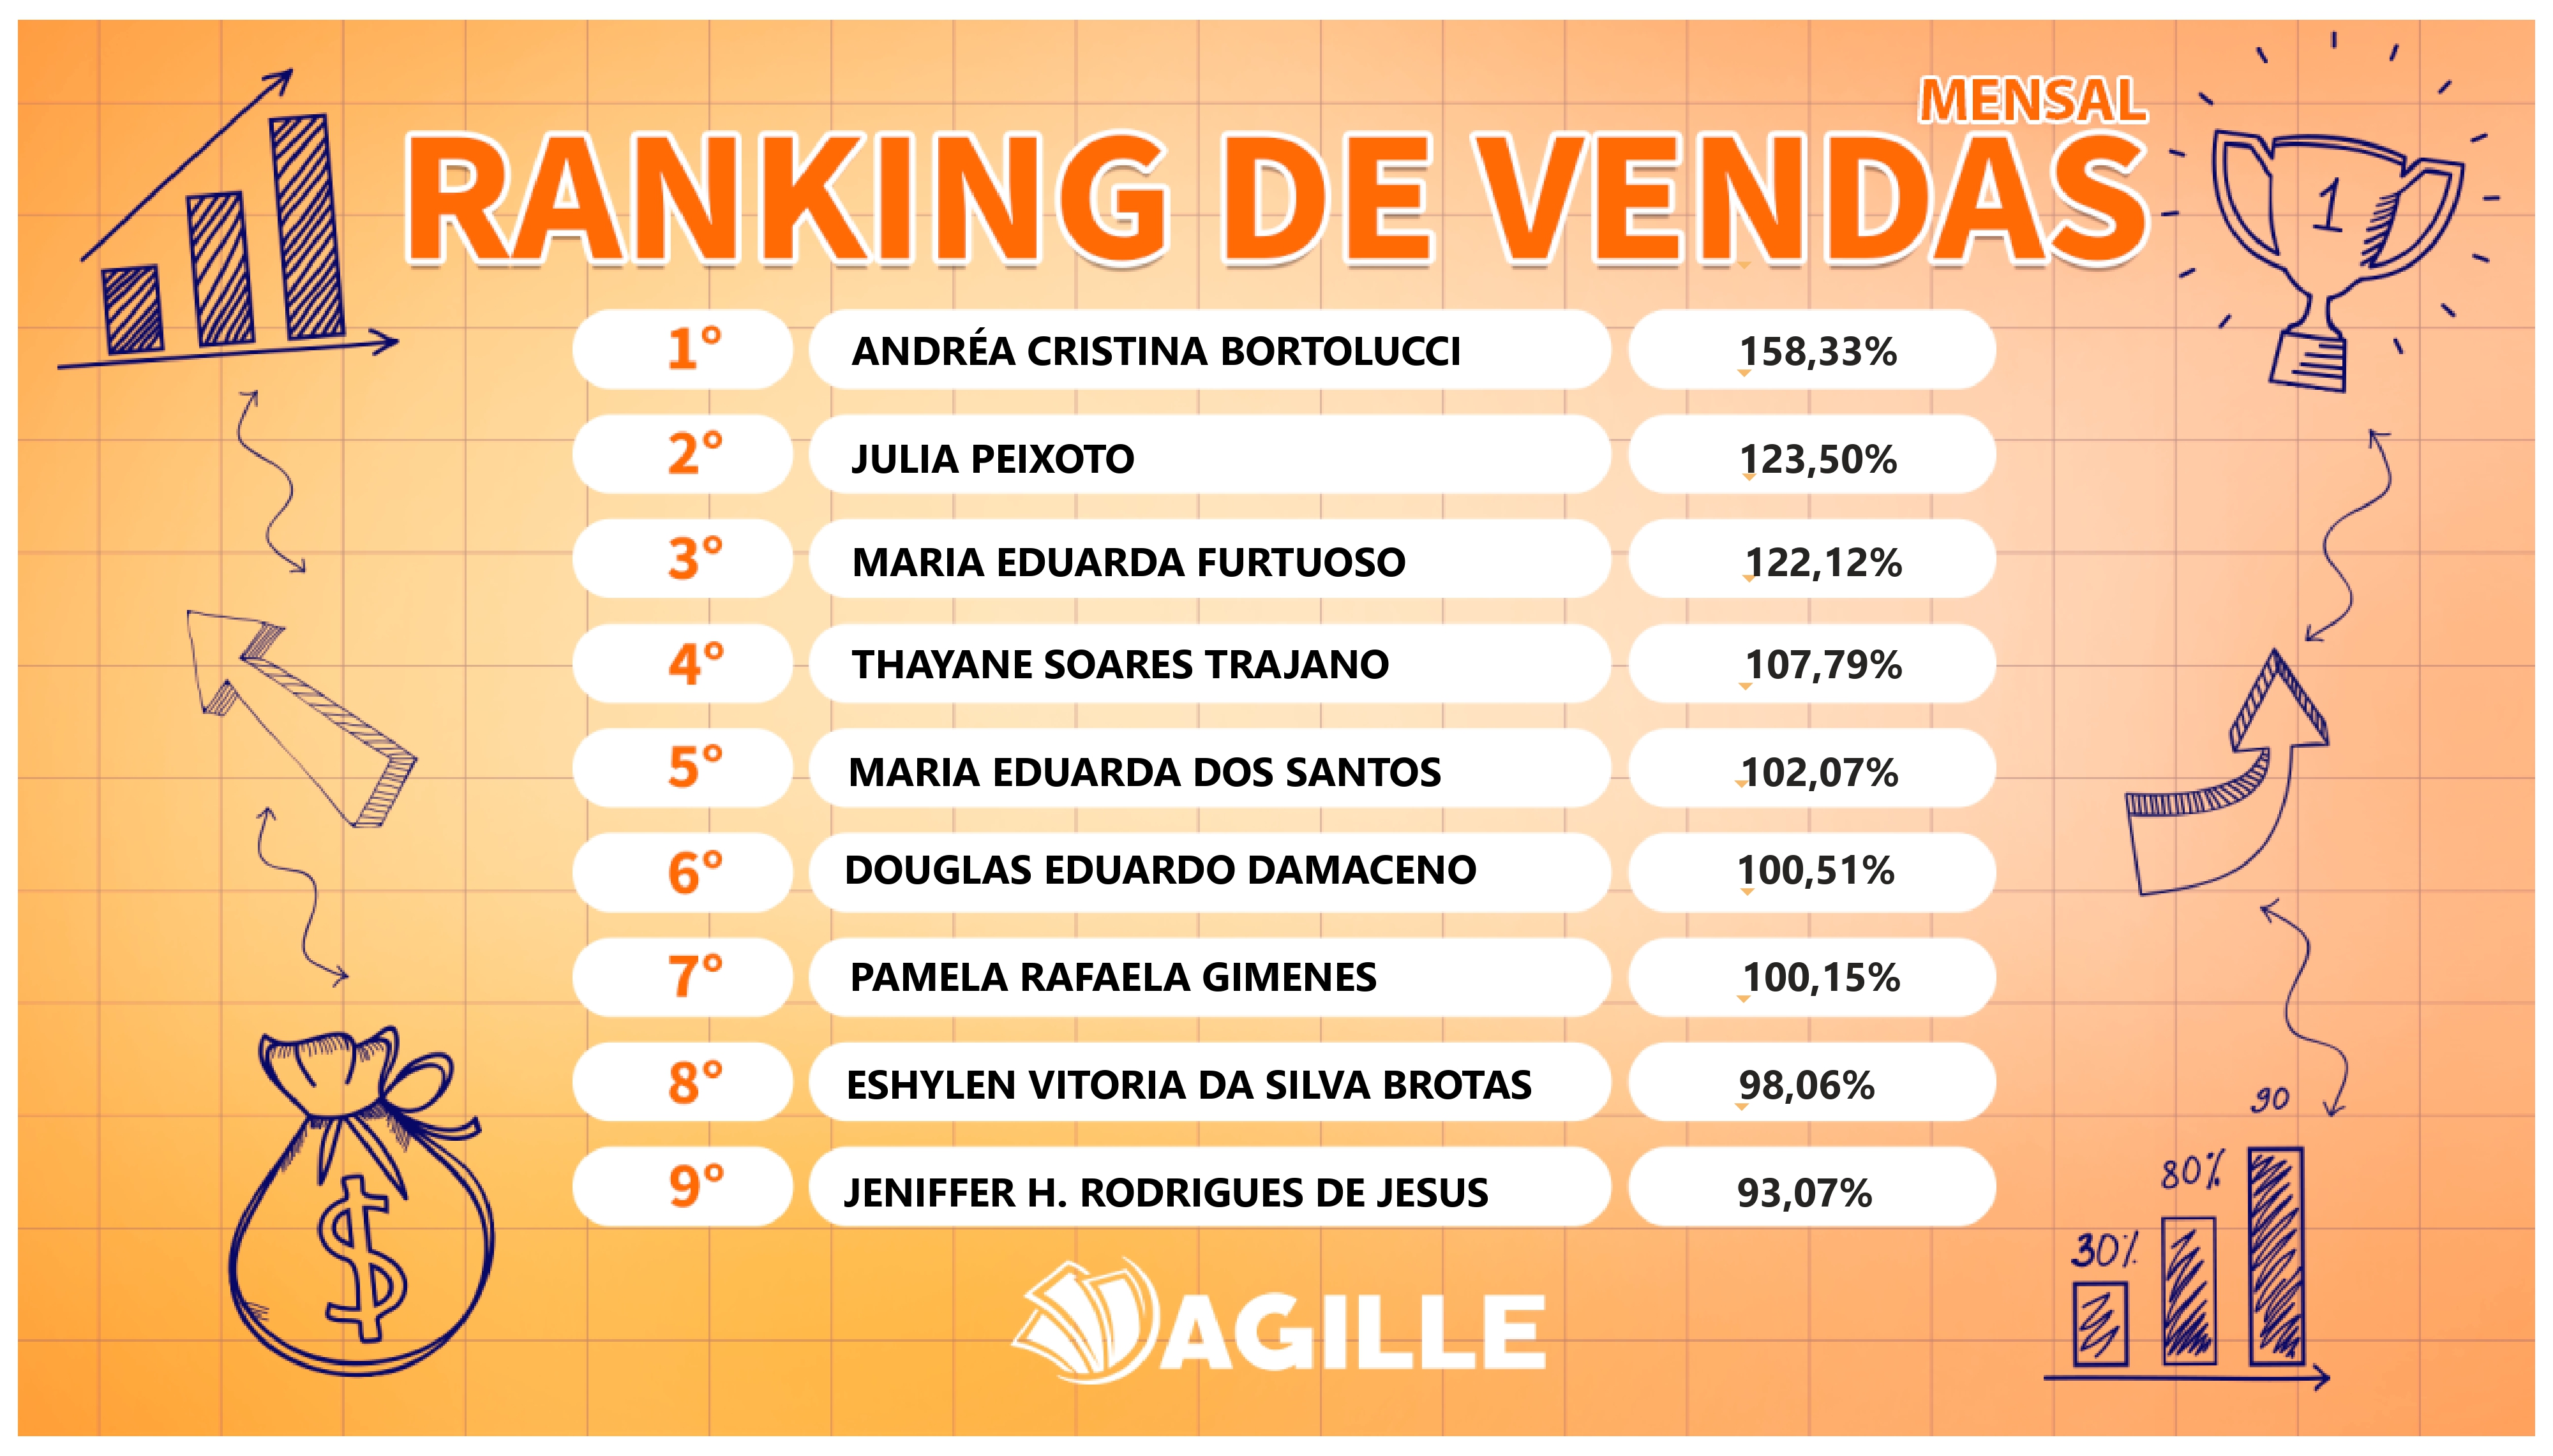 MENSAL
RANKING DE VENDAS
1
1° ANDRÉA CRISTINA BORTOLUCCI 158,33%
2° JULIA PEIXOTO 123,50%
3° MARIA EDUARDA FURTUOSO 122,12%
4° THAYANE SOARES TRAJANO 107,79%
5° MARIA EDUARDA DOS SANTOS 102,07%
6° DOUGLAS EDUARDO DAMACENO 100,51%
7° PAMELA RAFAELA GIMENES 100,15%
8° ESHYLEN VITORIA DA SILVA BROTAS 98,06%
9° JENIFFER H. RODRIGUES DE JESUS 93,07%
90
80%
30%
$
AGILLE